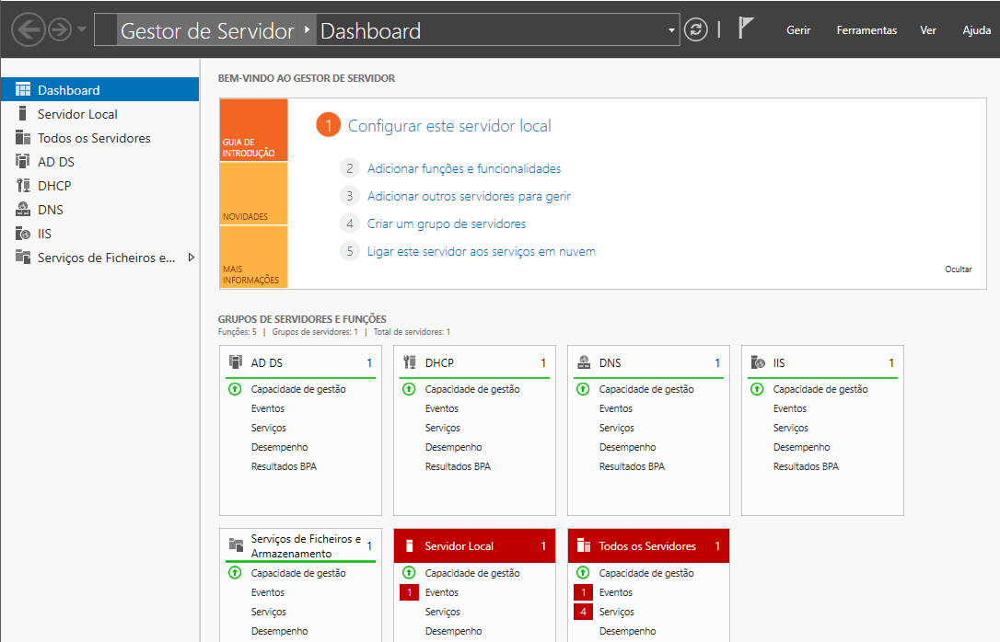 Gestor de Servidor
Dashboard
Gerir
Ferramentas
Ver
Ajuda
Dashboard
Servidor Local
Todos os Servidores
AD DS
DHCP
DNS
IIS
Serviços de Ficheiros e...
BEM-VINDO AO GESTOR DE SERVIDOR
GUIA DE
INTRODUÇÃO
NOVIDADES
MAIS
INFORMAÇÕES
1 Configurar este servidor local
2 Adicionar funções e funcionalidades
3 Adicionar outros servidores para gerir
4 Criar um grupo de servidores
5 Ligar este servidor aos serviços em nuvem
Ocultar
GRUPOS DE SERVIDORES E FUNÇÕES
Funções: 5 | Grupos de servidores: 1 | Total de servidores: 1
AD DS 1
Capacidade de gestão
Eventos
Serviços
Desempenho
Resultados BPA
DHCP 1
Capacidade de gestão
Eventos
Serviços
Desempenho
Resultados BPA
DNS 1
Capacidade de gestão
Eventos
Serviços
Desempenho
Resultados BPA
IIS 1
Capacidade de gestão
Eventos
Serviços
Desempenho
Resultados BPA
Serviços de Ficheiros e
Armazenamento 1
Capacidade de gestão
Eventos
Serviços
Desempenho
Servidor Local 1
Capacidade de gestão
1 Eventos
Serviços
Desempenho
Todos os Servidores 1
Capacidade de gestão
1 Eventos
4 Serviços
Desempenho